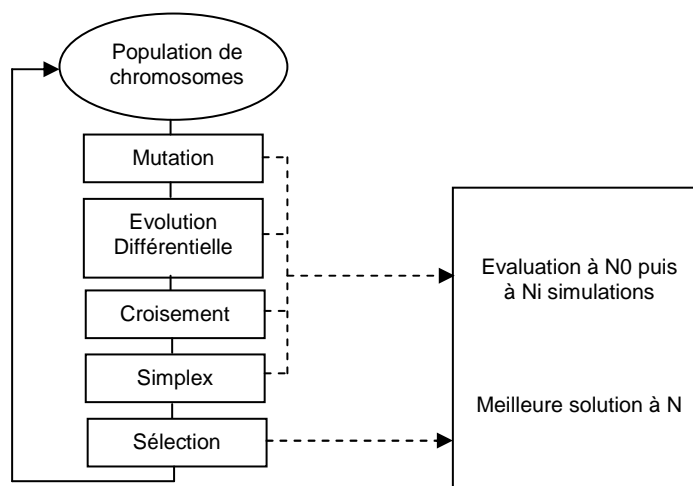 Population de
chromosomes
Mutation
Evolution
Différentielle
Croisement
Simplex
Sélection
Evaluation à N0 puis
à Ni simulations
Meilleure solution à N